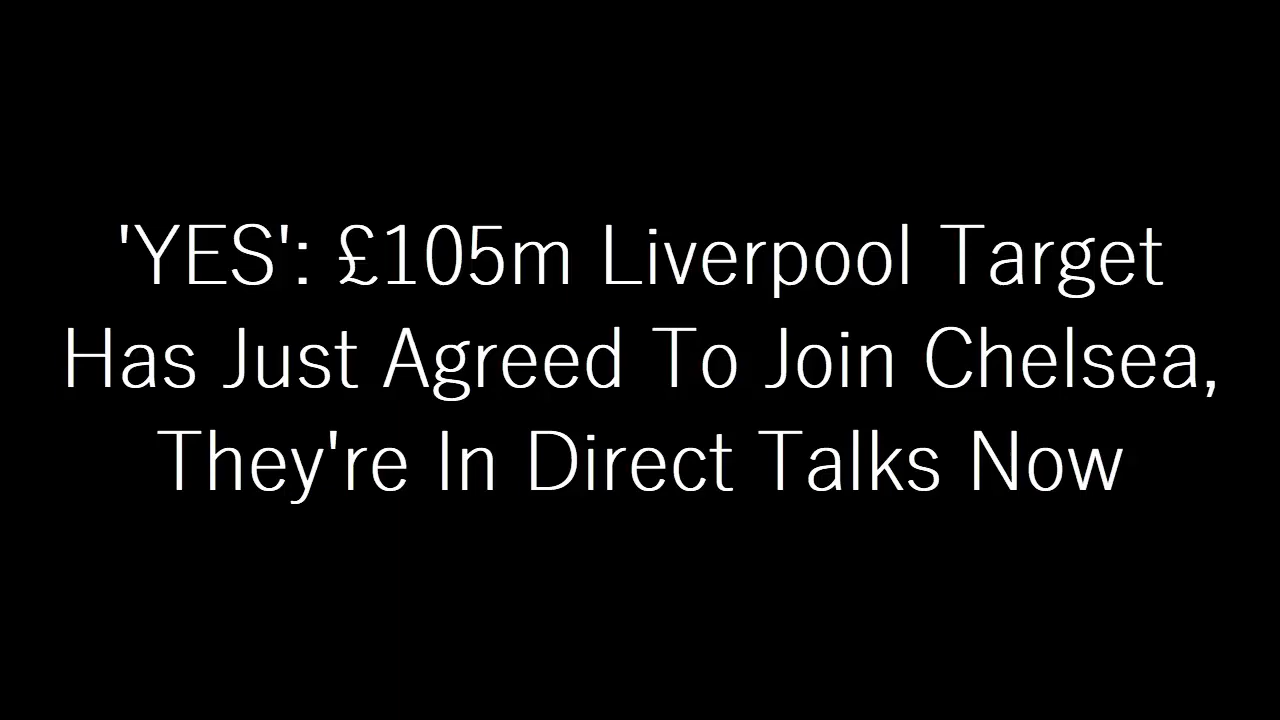 'YES': £105m Liverpool Target
Has Just Agreed To Join Chelsea,
They're In Direct Talks Now